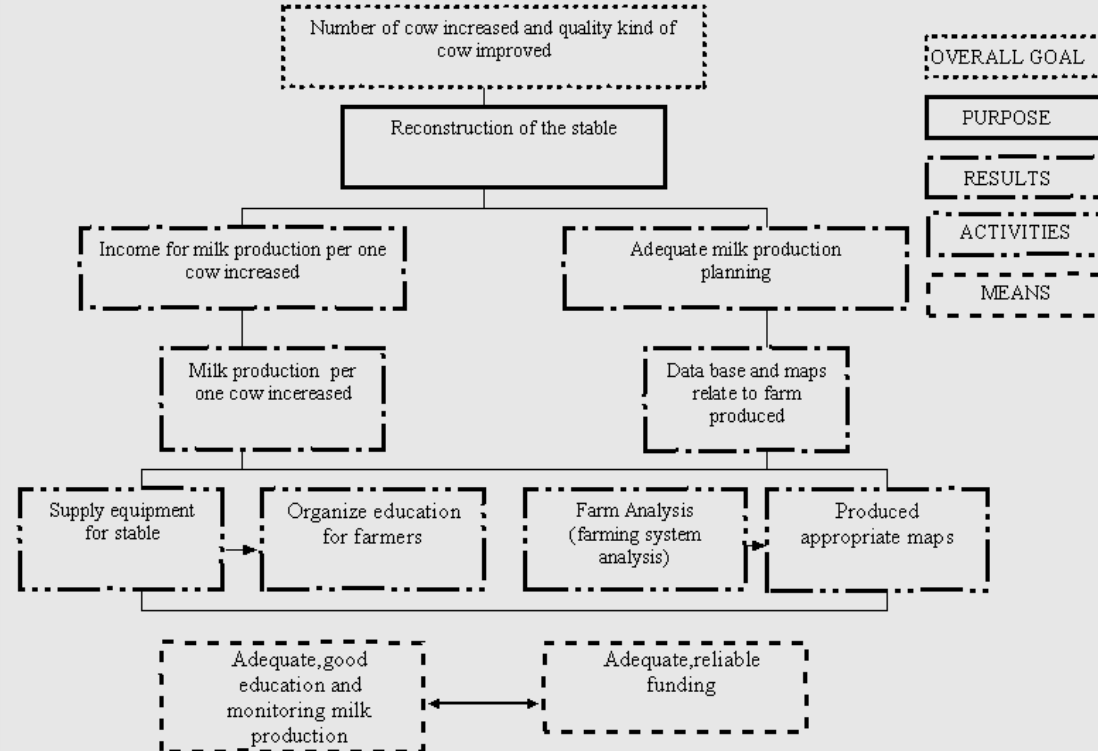 Number of cow increased and quality kind of
cow improved
OVERALL GOAL
PURPOSE
Reconstruction of the stable
RESULTS
ACTIVITIES
Income for milk production per one
cow increased
Adequate milk production
planning
MEANS
Milk production per
one cow incereased
Data base and maps
relate to farm
produced
Supply equipment
for stable
Organize education
for farmers
Farm Analysis
(farming system
analysis)
Produced
appropriate maps
Adequate,good
education and
monitoring milk
production
Adequate,reliable
funding